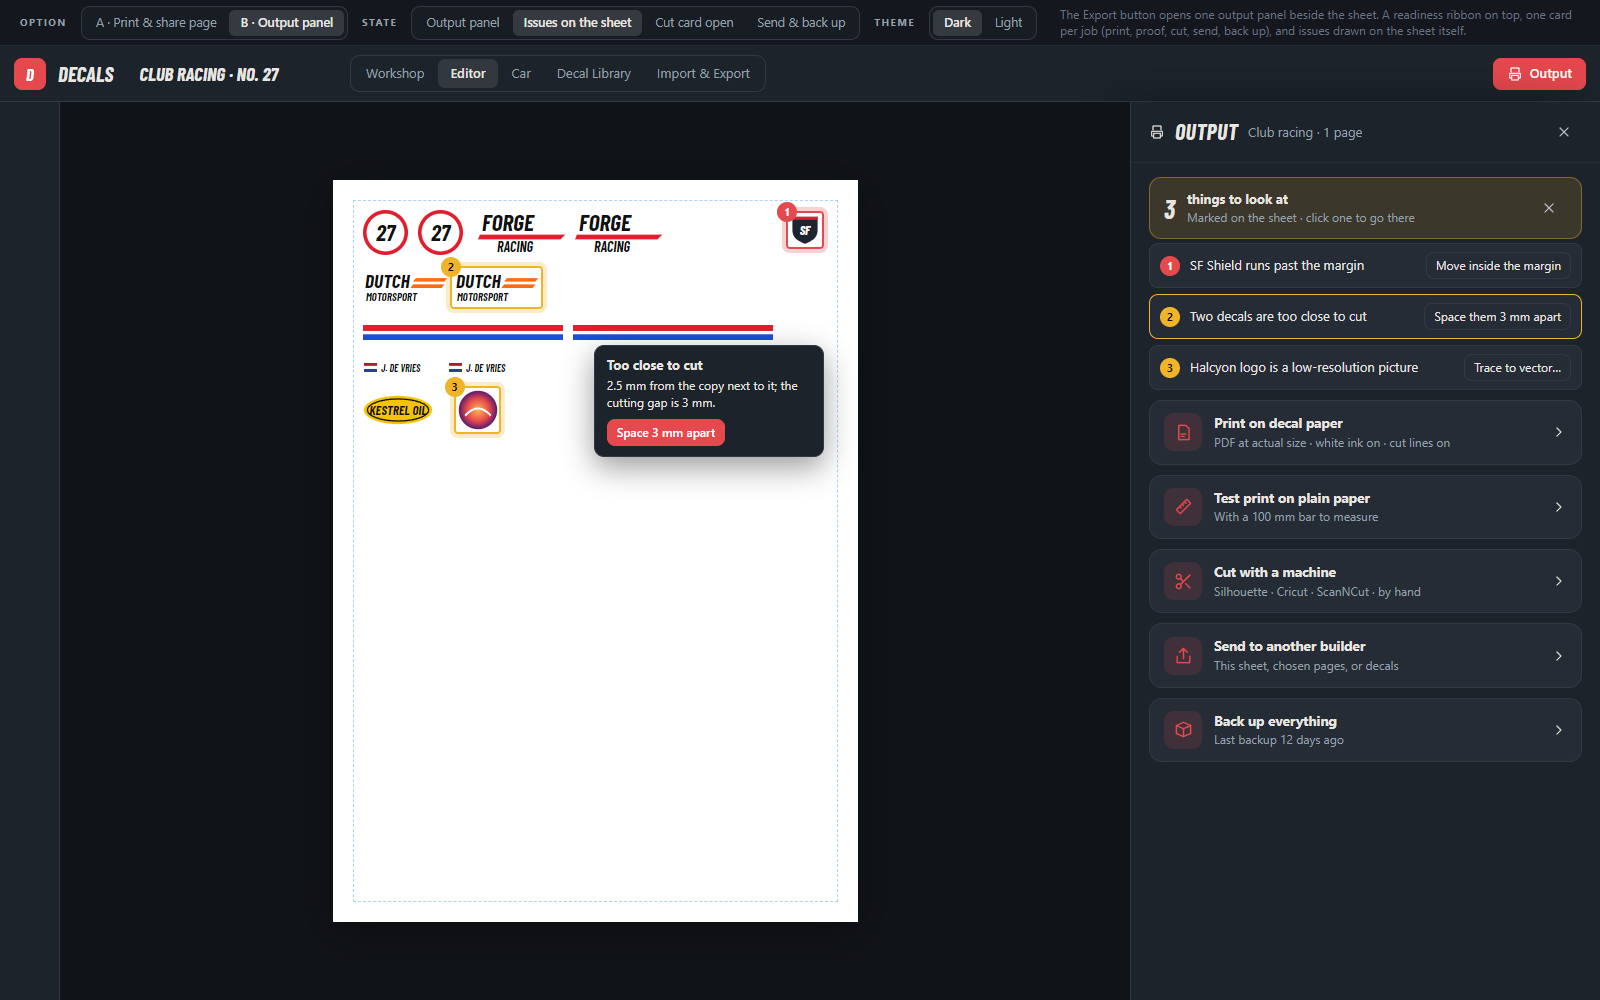 OPTION
A · Print & share page
B · Output panel
STATE
Output panel
Issues on the sheet
Cut card open
Send & back up
THEME
Dark
Light
The Export button opens one output panel beside the sheet. A readiness ribbon on top, one card
per job (print, proof, cut, send, back up), and issues drawn on the sheet itself.
D
DECALS
CLUB RACING · NO. 27
Workshop
Editor
Car
Decal Library
Import & Export
Output
27
27
FORGE
RACING
FORGE
RACING
1
SF
DUTCH
MOTORSPORT
2
DUTCH
MOTORSPORT
J. DE VRIES
J. DE VRIES
KESTREL OIL
3
Too close to cut
2.5 mm from the copy next to it; the
cutting gap is 3 mm.
Space 3 mm apart
OUTPUT
Club racing · 1 page
3
things to look at
Marked on the sheet · click one to go there
1
SF Shield runs past the margin
Move inside the margin
2
Two decals are too close to cut
Space them 3 mm apart
3
Halcyon logo is a low-resolution picture
Trace to vector...
Print on decal paper
PDF at actual size · white ink on · cut lines on
Test print on plain paper
With a 100 mm bar to measure
Cut with a machine
Silhouette · Cricut · ScanNCut · by hand
Send to another builder
This sheet, chosen pages, or decals
Back up everything
Last backup 12 days ago